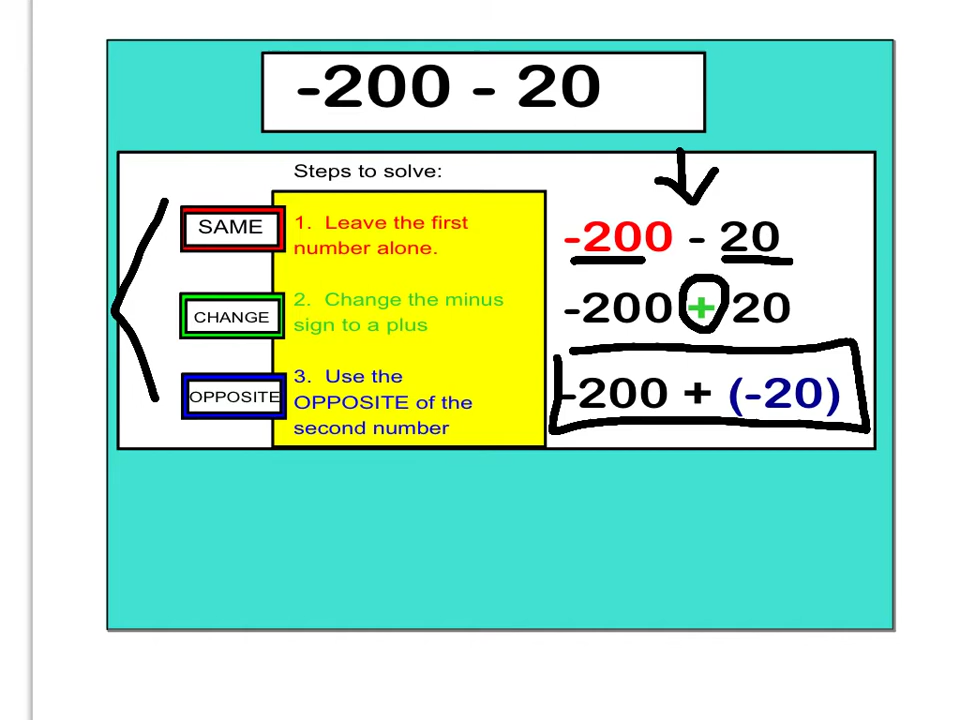 -200 - 20
Steps to solve:
SAME
1. Leave the first
number alone.
-200 - 20
CHANGE
2. Change the minus
sign to a plus
-200 + 20
OPPOSITE
3. Use the
OPPOSITE of the
second number
-200 + (-20)